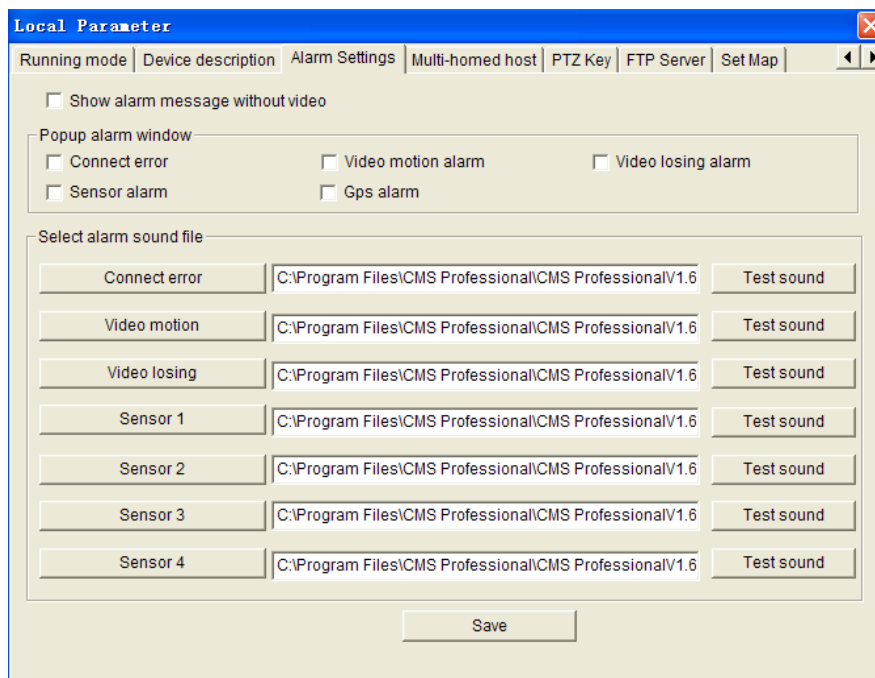 Local Parameter
Running mode Device description Alarm Settings Multi-homed host PTZ Key FTP Server Set Map
Show alarm message without video
Popup alarm window
Connect error Video motion alarm Video losing alarm
Sensor alarm Gps alarm
Select alarm sound file
Connect error C:\Program Files\CMS Professional\CMS ProfessionalV1.6 Test sound
Video motion C:\Program Files\CMS Professional\CMS ProfessionalV1.6 Test sound
Video losing C:\Program Files\CMS Professional\CMS ProfessionalV1.6 Test sound
Sensor 1 C:\Program Files\CMS Professional\CMS ProfessionalV1.6 Test sound
Sensor 2 C:\Program Files\CMS Professional\CMS ProfessionalV1.6 Test sound
Sensor 3 C:\Program Files\CMS Professional\CMS ProfessionalV1.6 Test sound
Sensor 4 C:\Program Files\CMS Professional\CMS ProfessionalV1.6 Test sound
Save